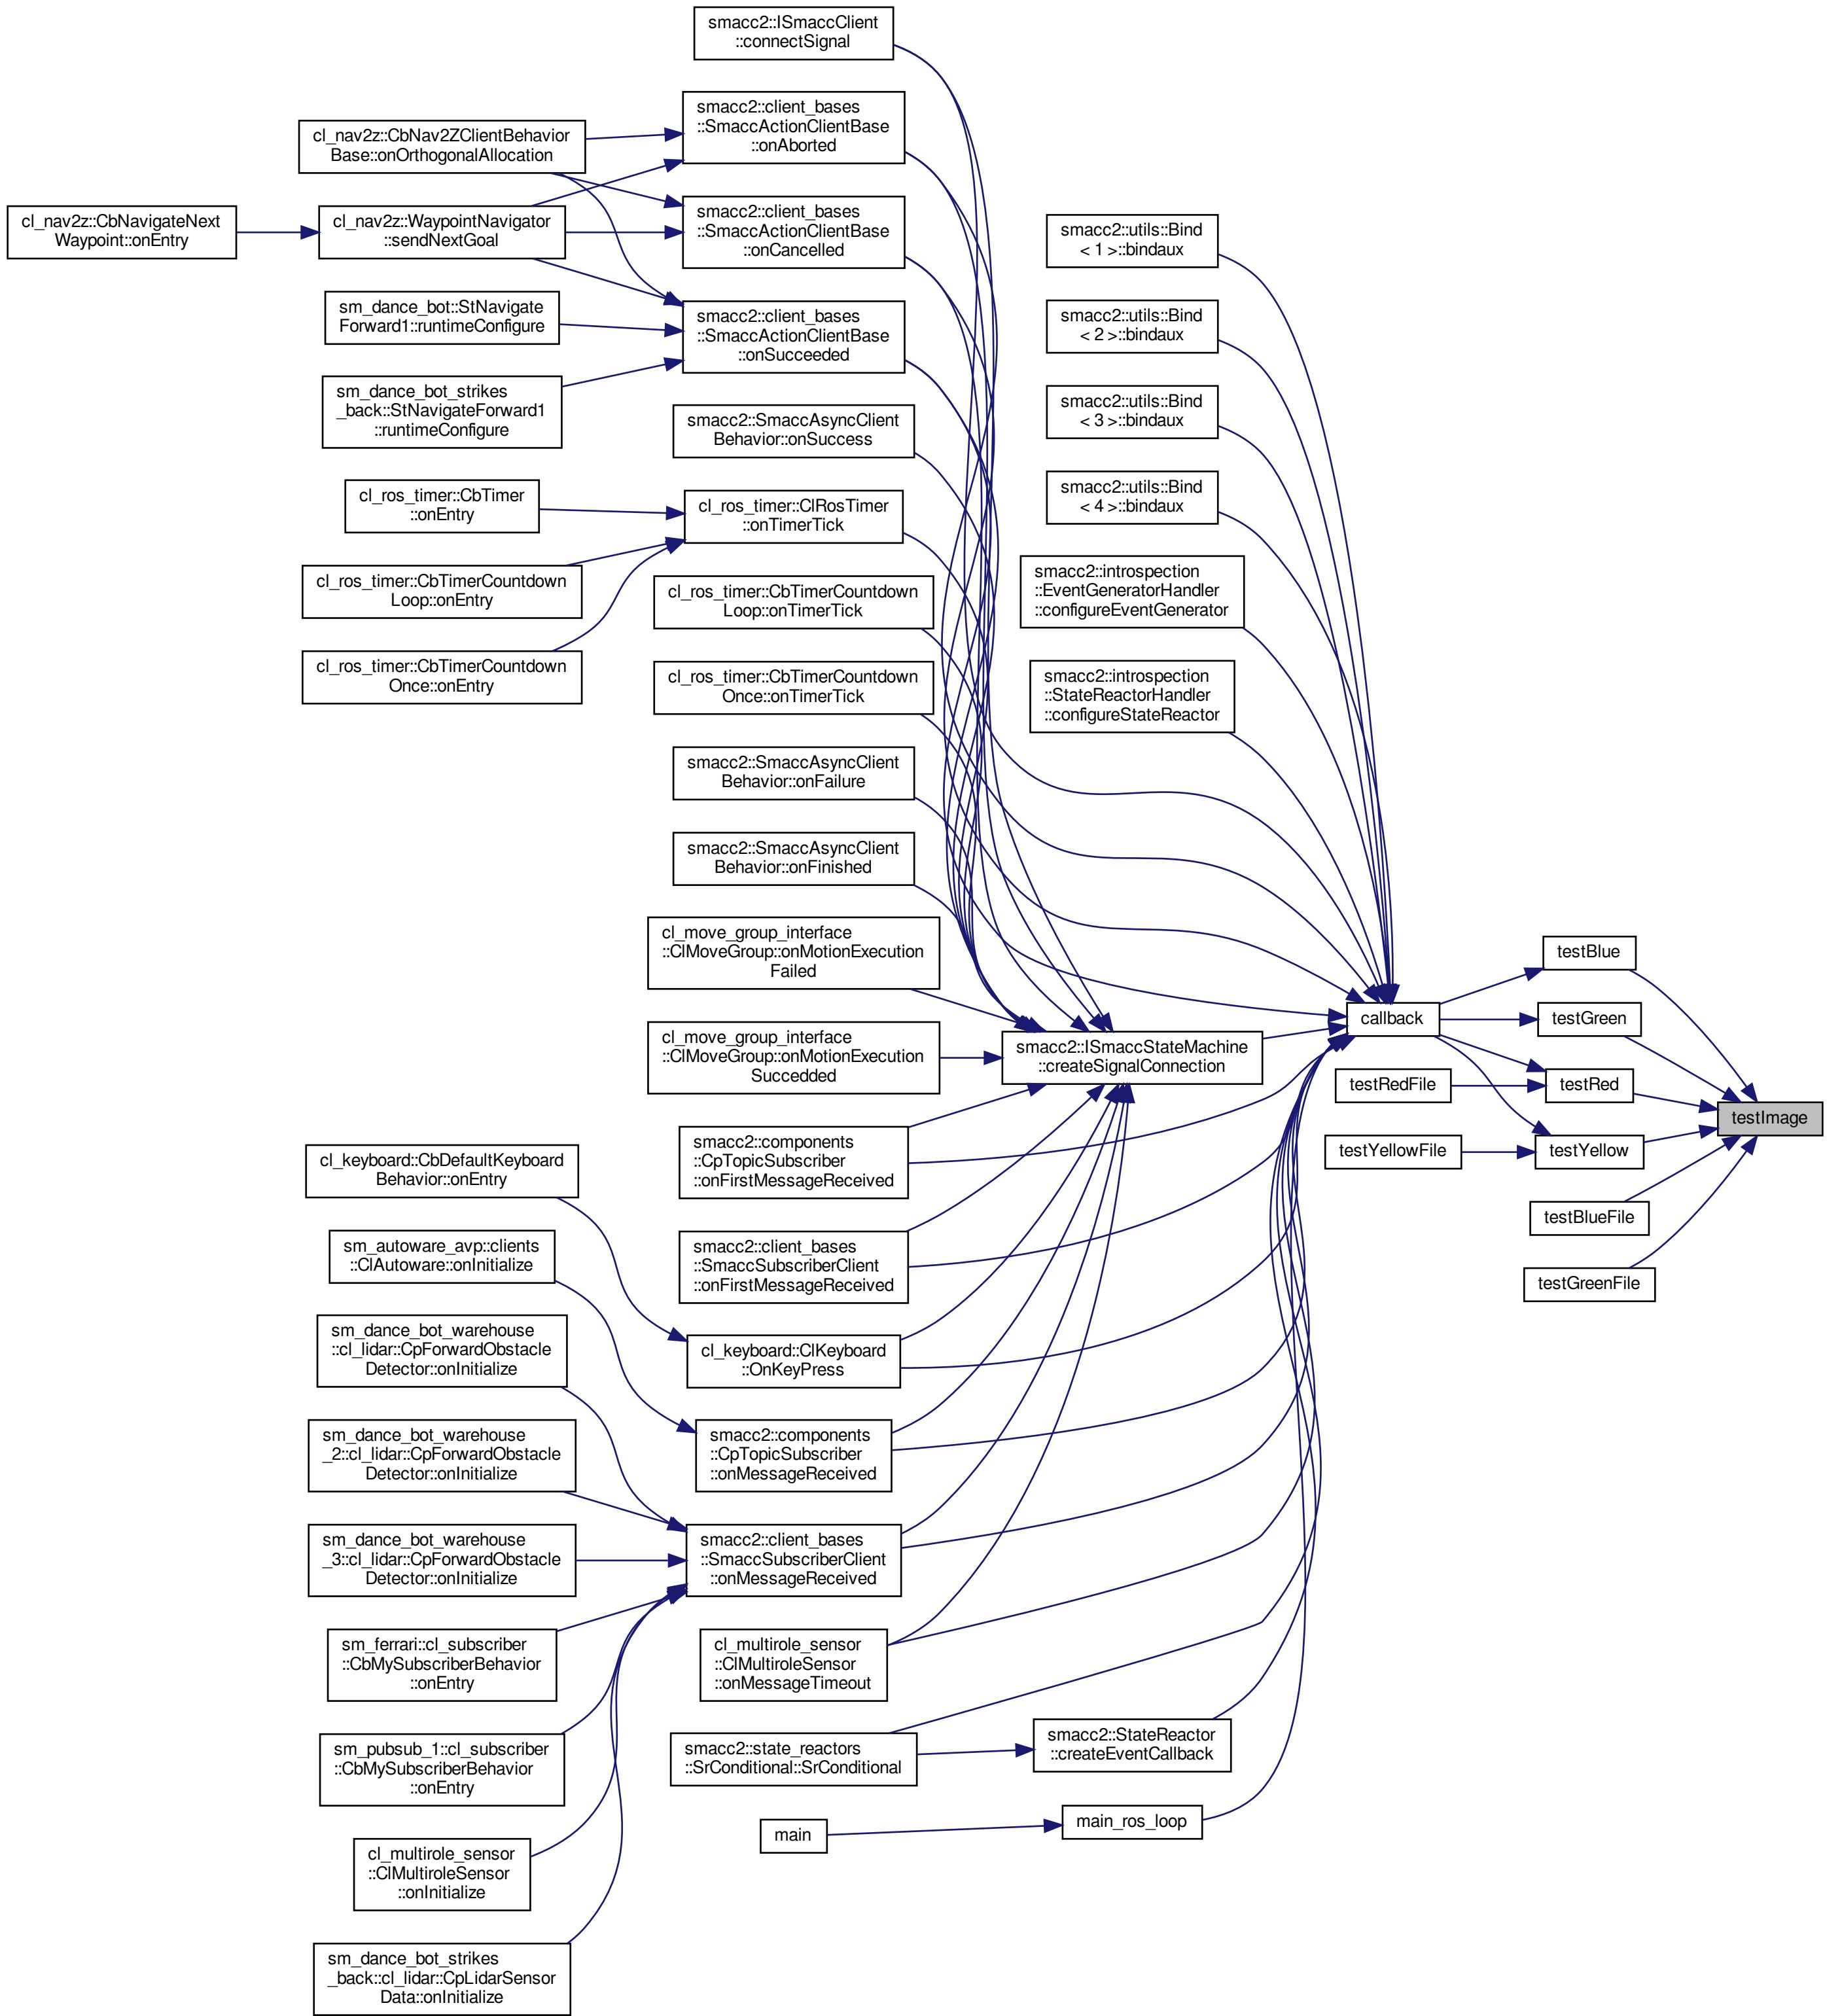 smacc2::ISmaccClient
::connectSignal
smacc2::client_bases
::SmaccActionClientBase
::onAborted
cl_nav2z::CbNav2ZClientBehavior
Base::onOrthogonalAllocation
smacc2::client_bases
::SmaccActionClientBase
::onCancelled
cl_nav2z::CbNavigateNext
Waypoint::onEntry
cl_nav2z::WaypointNavigator
::sendNextGoal
smacc2::client_bases
::SmaccActionClientBase
::onSucceeded
sm_dance_bot::StNavigate
Forward1::runtimeConfigure
sm_dance_bot_strikes
_back::StNavigateForward1
::runtimeConfigure
smacc2::SmaccAsyncClient
Behavior::onSuccess
cl_ros_timer::CbTimer
::onEntry
cl_ros_timer::ClRosTimer
::onTimerTick
cl_ros_timer::CbTimerCountdown
Loop::onEntry
cl_ros_timer::CbTimerCountdown
Loop::onTimerTick
cl_ros_timer::CbTimerCountdown
Once::onEntry
cl_ros_timer::CbTimerCountdown
Once::onTimerTick
smacc2::SmaccAsyncClient
Behavior::onFailure
smacc2::SmaccAsyncClient
Behavior::onFinished
cl_move_group_interface
::ClMoveGroup::onMotionExecution
Failed
cl_move_group_interface
::ClMoveGroup::onMotionExecution
Succedded
smacc2::components
::CpTopicSubscriber
::onFirstMessageReceived
cl_keyboard::CbDefaultKeyboard
Behavior::onEntry
smacc2::client_bases
::SmaccSubscriberClient
::onFirstMessageReceived
sm_autoware_avp::clients
::ClAutoware::onInitialize
cl_keyboard::ClKeyboard
::OnKeyPress
sm_dance_bot_warehouse
::cl_lidar::CpForwardObstacle
Detector::onInitialize
smacc2::components
::CpTopicSubscriber
::onMessageReceived
sm_dance_bot_warehouse
_2::cl_lidar::CpForwardObstacle
Detector::onInitialize
smacc2::client_bases
::SmaccSubscriberClient
::onMessageReceived
sm_dance_bot_warehouse
_3::cl_lidar::CpForwardObstacle
Detector::onInitialize
sm_ferrari::cl_subscriber
::CbMySubscriberBehavior
::onEntry
cl_multirole_sensor
::ClMultiroleSensor
::onMessageTimeout
sm_pubsub_1::cl_subscriber
::CbMySubscriberBehavior
::onEntry
smacc2::state_reactors
::SrConditional::SrConditional
smacc2::StateReactor
::createEventCallback
main
main_ros_loop
cl_multirole_sensor
::ClMultiroleSensor
::onInitialize
sm_dance_bot_strikes
_back::cl_lidar::CpLidarSensor
Data::onInitialize
smacc2::utils::Bind
< 1 >::bindaux
smacc2::utils::Bind
< 2 >::bindaux
smacc2::utils::Bind
< 3 >::bindaux
smacc2::utils::Bind
< 4 >::bindaux
smacc2::introspection
::EventGeneratorHandler
::configureEventGenerator
smacc2::introspection
::StateReactorHandler
::configureStateReactor
smacc2::ISmaccStateMachine
::createSignalConnection
callback
testBlue
testGreen
testRedFile
testRed
testImage
testYellowFile
testYellow
testBlueFile
testGreenFile